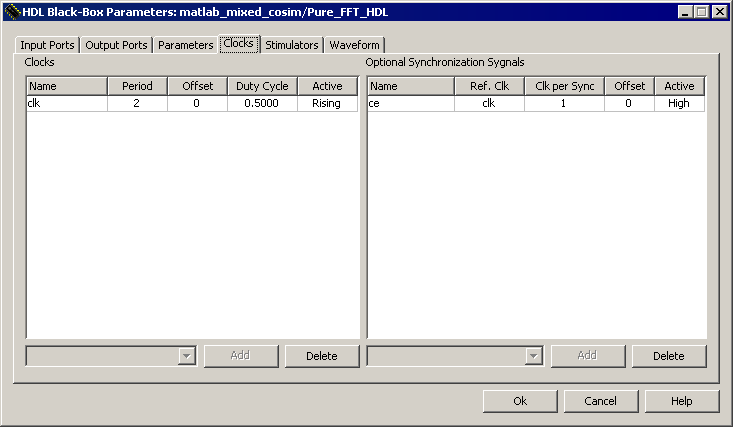 HDL Black-Box Parameters: matlab_mixed_cosim/Pure_FFT_HDL
Input Ports Output Ports Parameters Clocks Stimulators Waveform
Clocks Optional Synchronization Sygnals
Name Period Offset Duty Cycle Active Name Ref. Clk Clk per Sync Offset Active
clk 2 0 0.5000 Rising ce clk 1 0 High
Add Delete Add Delete
Ok Cancel Help